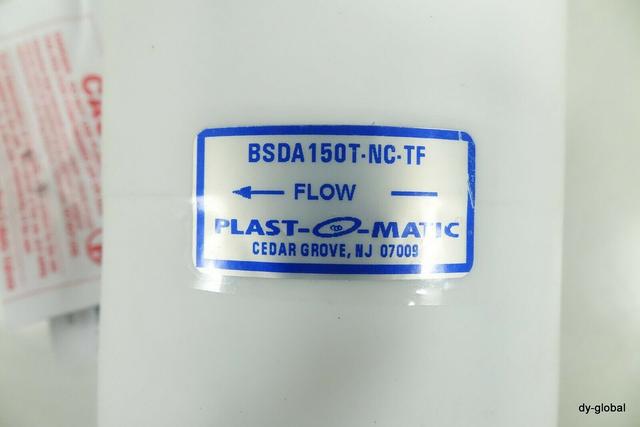 BSDA150T-NC-TF
FLOW
PLAST-O-MATIC
CEDAR GROVE, NJ 07009
dy-global